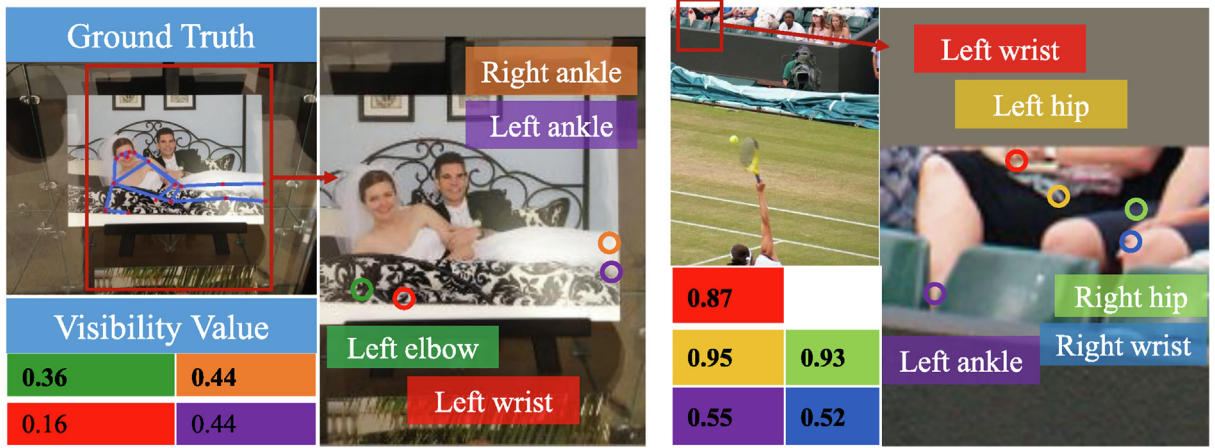 Ground Truth
Right ankle
Left ankle
Visibility Value
0.36
0.44
0.16
0.44
Left elbow
Left wrist
Left wrist
Left hip
0.87
0.95
0.93
0.55
0.52
Right hip
Right wrist
Left ankle